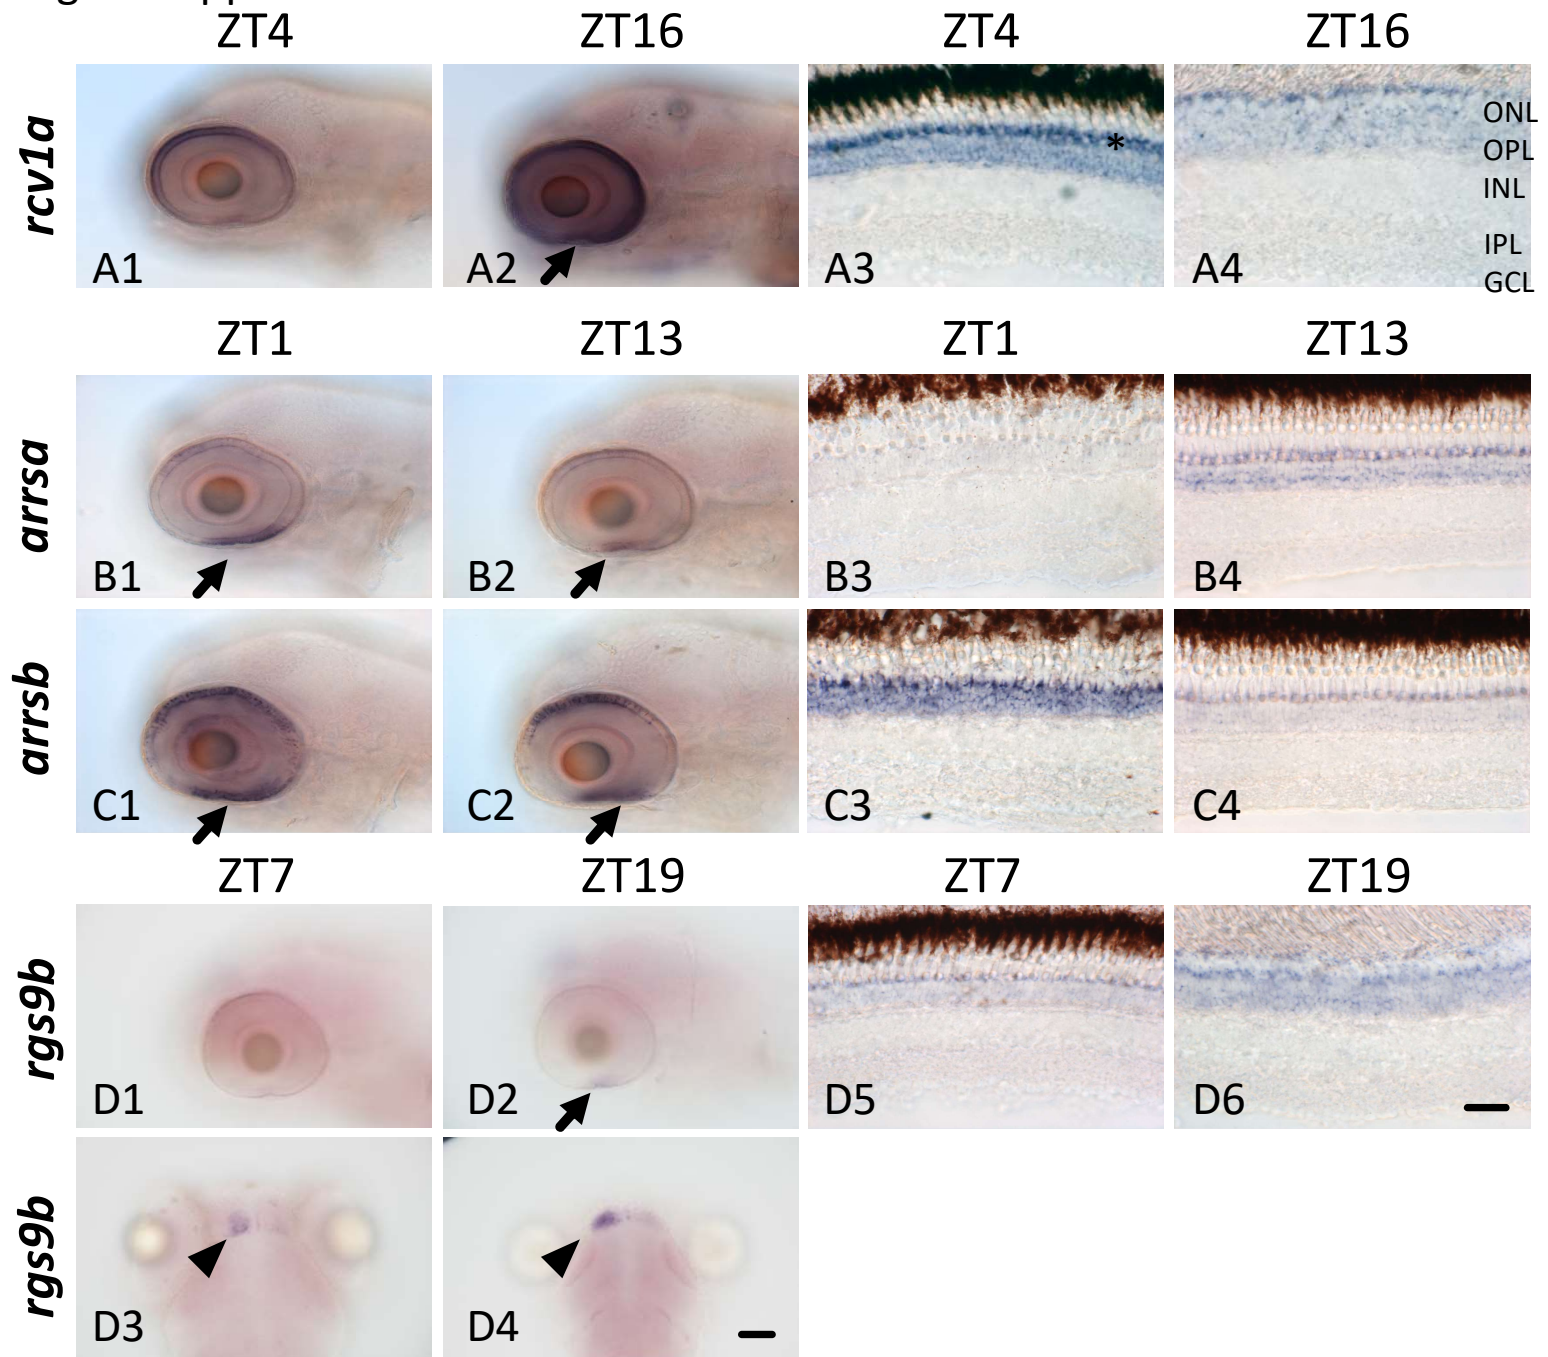 ZT4 ZT16 ZT4 ZT16
rcv1a
A1 A2 A3 * A4
ONL
OPL
INL
IPL
GCL
ZT1 ZT13 ZT1 ZT13
arrsa
B1 B2 B3 B4
arrsb
C1 C2 C3 C4
ZT7 ZT19 ZT7 ZT19
rgs9b
D1 D2 D5 D6
rgs9b
D3 D4